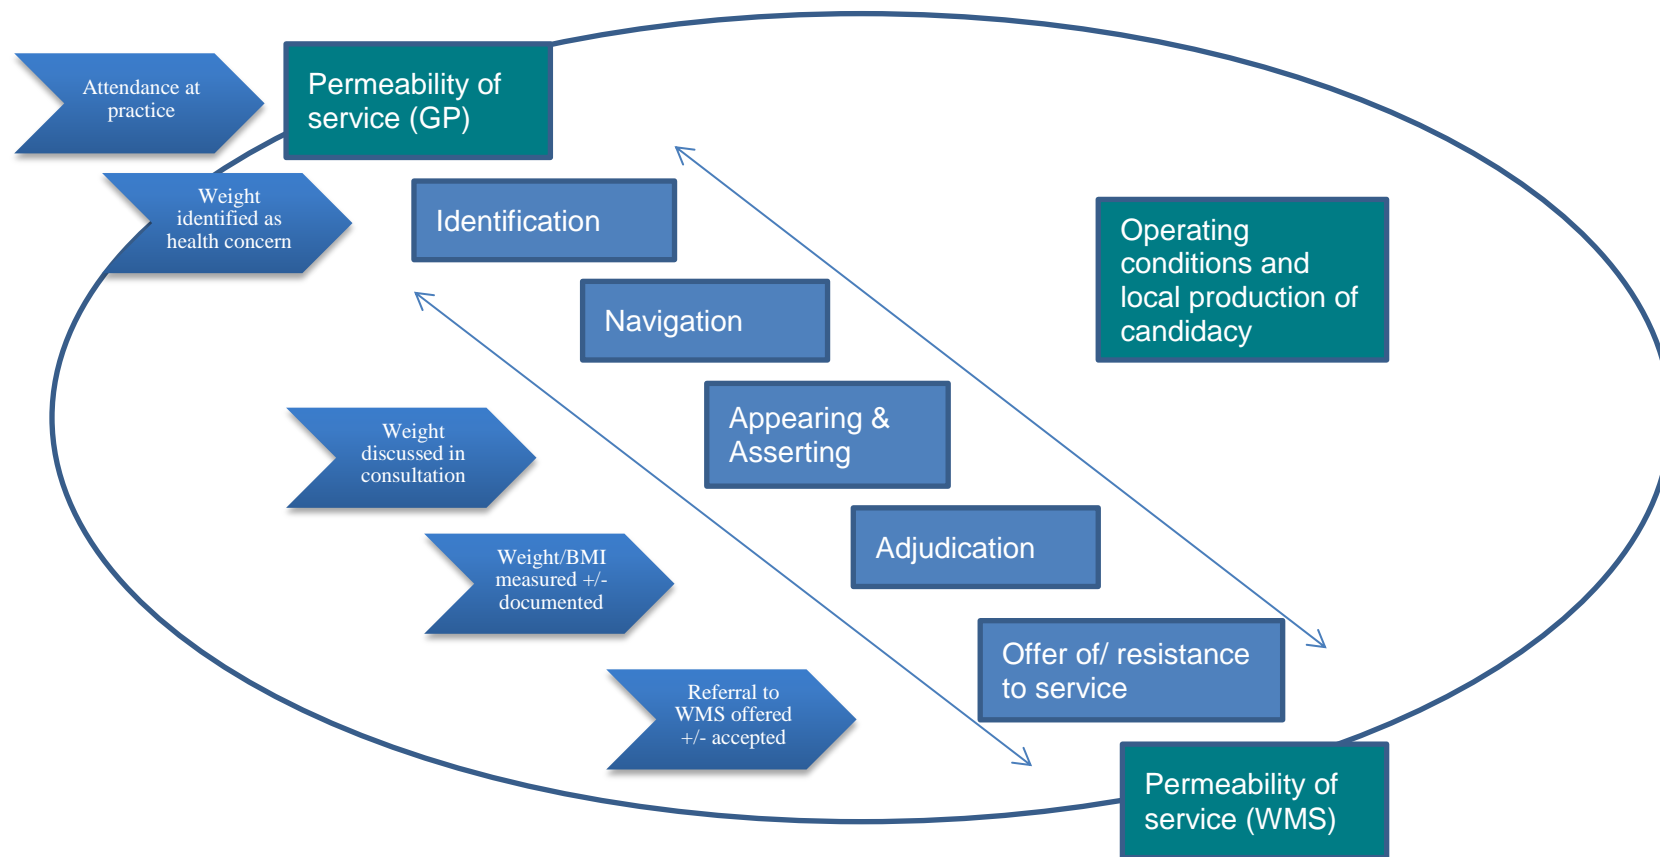 Attendance at
practice
Permeability of
service (GP)
Weight
identified as
health concern
Identification
Operating
conditions and
local production of
candidacy
Navigation
Appearing &
Asserting
Weight
discussed in
consultation
Adjudication
Weight/BMI
measured +/-
documented
Offer of/ resistance
to service
Referral to
WMS offered
+/- accepted
Permeability of
service (WMS)